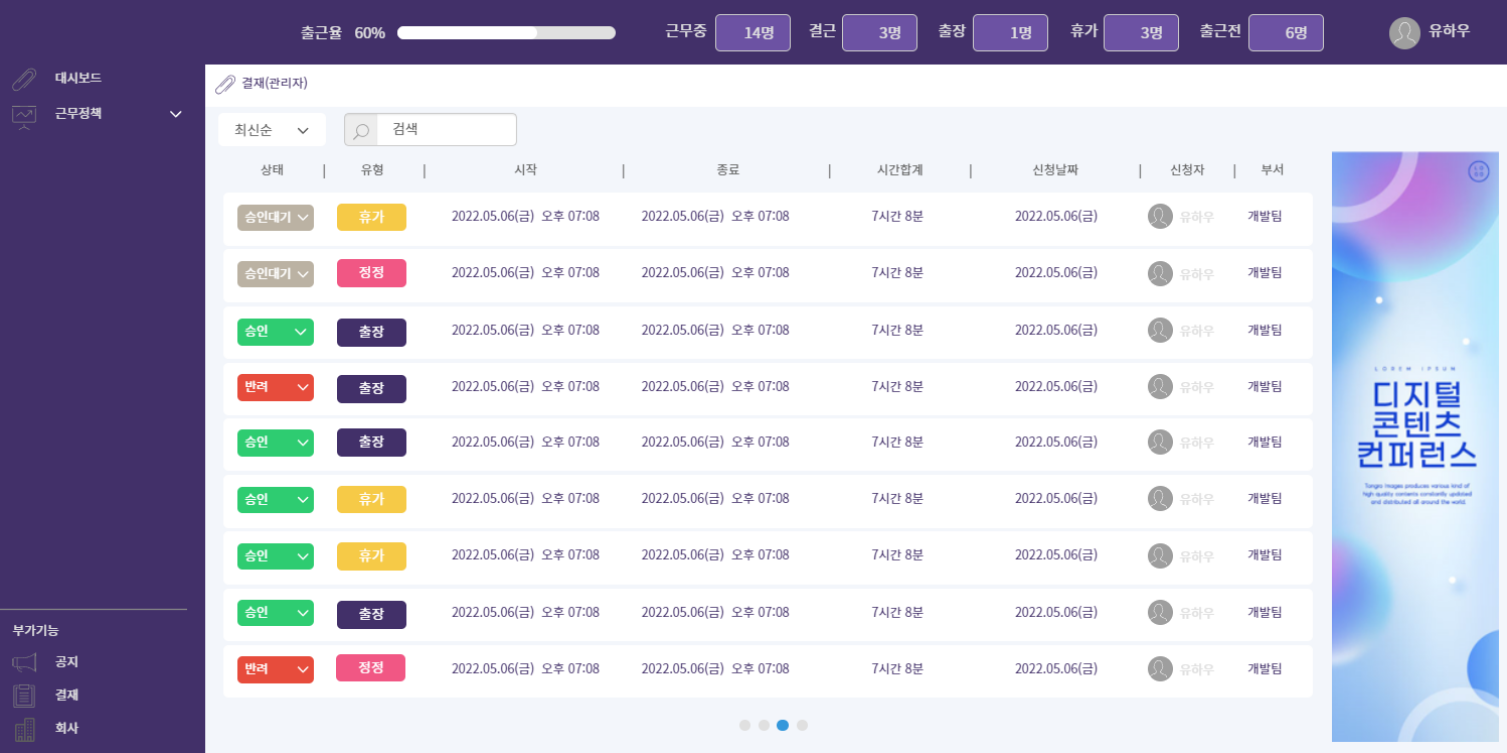 출근율 60% 근무중 14명 결근 3명 출장 1명 휴가 3명 출근전 6명 유하우
대시보드
근무정책
부가기능
공지
결재
회사
결재(관리자)
최신순 검색
상태 | 유형 | 시작 | 종료 | 시간합계 | 신청날짜 | 신청자 | 부서
승인대기 휴가 2022.05.06(금) 오후 07:08 2022.05.06(금) 오후 07:08 7시간 8분 2022.05.06(금) 유하우 개발팀
승인대기 정정 2022.05.06(금) 오후 07:08 2022.05.06(금) 오후 07:08 7시간 8분 2022.05.06(금) 유하우 개발팀
승인 출장 2022.05.06(금) 오후 07:08 2022.05.06(금) 오후 07:08 7시간 8분 2022.05.06(금) 유하우 개발팀
반려 출장 2022.05.06(금) 오후 07:08 2022.05.06(금) 오후 07:08 7시간 8분 2022.05.06(금) 유하우 개발팀
승인 출장 2022.05.06(금) 오후 07:08 2022.05.06(금) 오후 07:08 7시간 8분 2022.05.06(금) 유하우 개발팀
승인 휴가 2022.05.06(금) 오후 07:08 2022.05.06(금) 오후 07:08 7시간 8분 2022.05.06(금) 유하우 개발팀
승인 휴가 2022.05.06(금) 오후 07:08 2022.05.06(금) 오후 07:08 7시간 8분 2022.05.06(금) 유하우 개발팀
승인 출장 2022.05.06(금) 오후 07:08 2022.05.06(금) 오후 07:08 7시간 8분 2022.05.06(금) 유하우 개발팀
반려 정정 2022.05.06(금) 오후 07:08 2022.05.06(금) 오후 07:08 7시간 8분 2022.05.06(금) 유하우 개발팀
LOREM IPSUM
디지털
콘텐츠
컨퍼런스
Tongro Images produces various kind of
high quality contents constantly updated
and distributed all around the world.